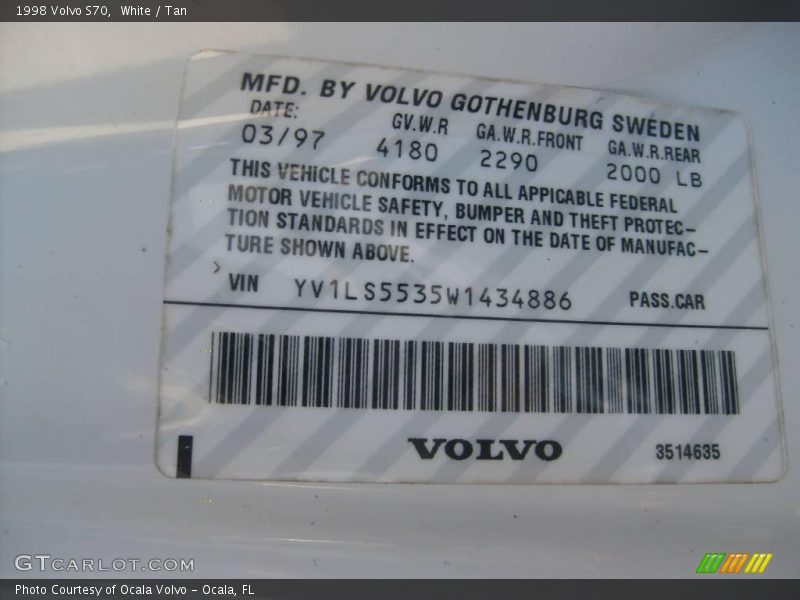 1998 Volvo S70, White / Tan
MFD. BY VOLVO GOTHENBURG SWEDEN
DATE: GV.W.R GA.W.R.FRONT GA.W.R.REAR
03/97 4180 2290 2000 LB
THIS VEHICLE CONFORMS TO ALL APPICABLE FEDERAL
MOTOR VEHICLE SAFETY, BUMPER AND THEFT PROTEC-
TION STANDARDS IN EFFECT ON THE DATE OF MANUFAC-
TURE SHOWN ABOVE.
VIN YV1LS5535W1434886 PASS.CAR
VOLVO 3514635
GTCARLOT.COM
Photo Courtesy of Ocala Volvo - Ocala, FL